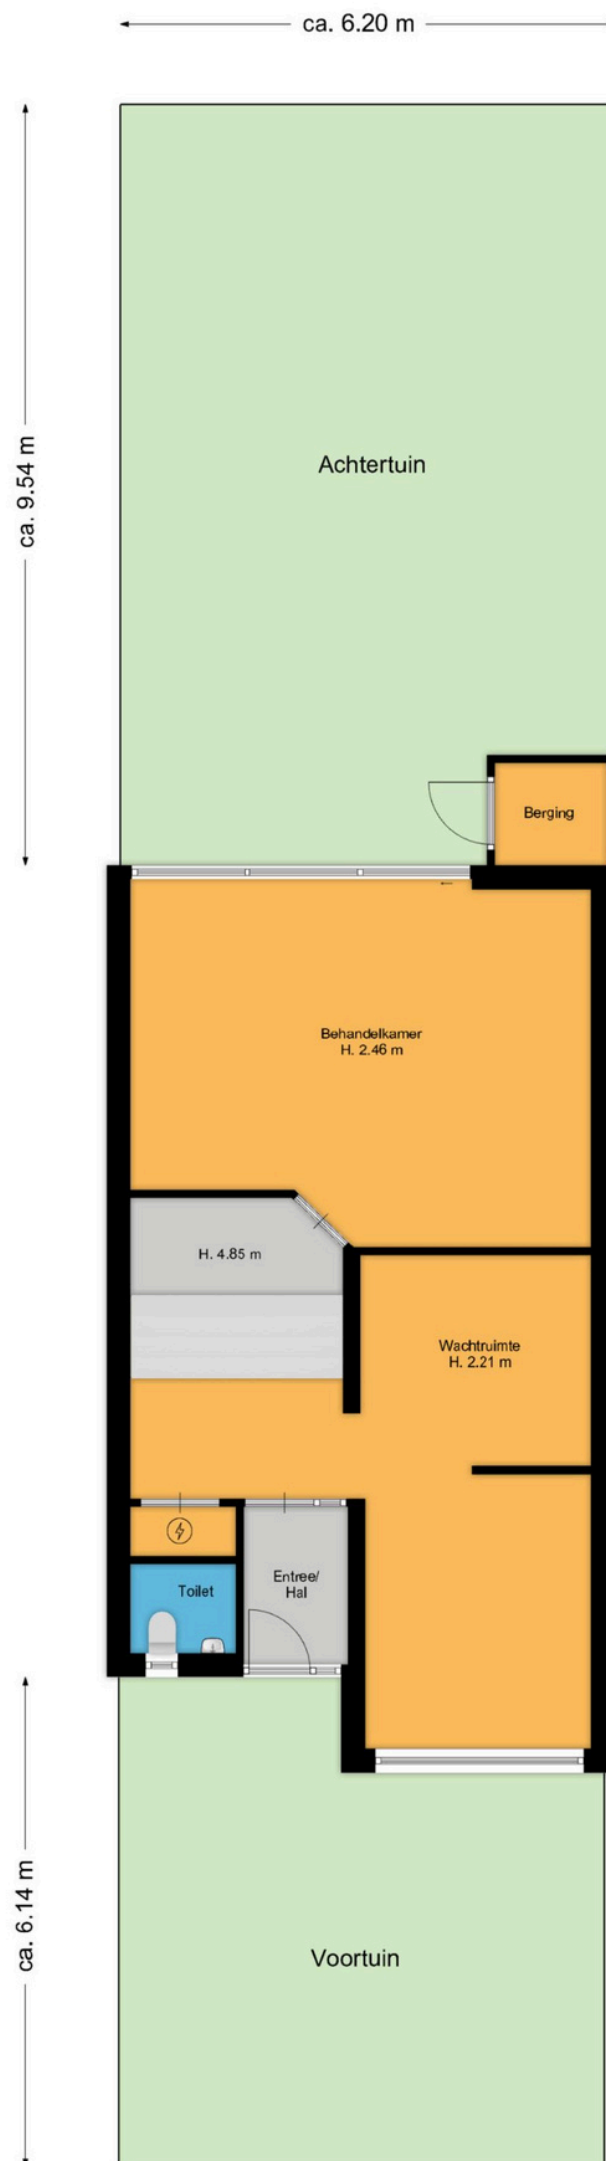 ca. 6.20 m
ca. 9.54 m
Achtertuin
Berging
Behandelkamer
H. 2.46 m
H. 4.85 m
Wachtruimte
H. 2.21 m
Toilet
Entree/
Hal
ca. 6.14 m
Voortuin